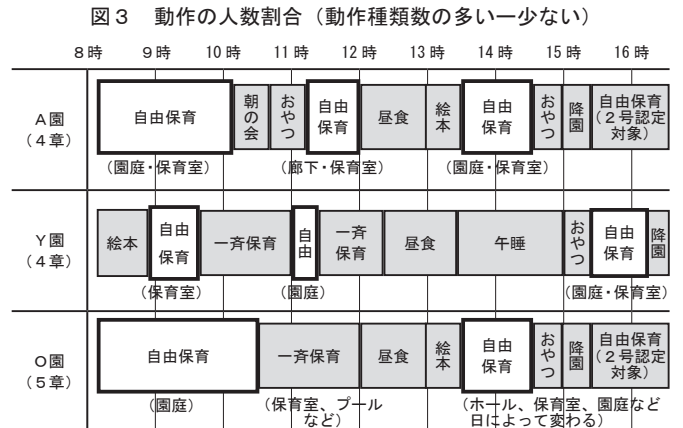 図３　動作の人数割合（動作種類数の多い―少ない）
8時　9時　10時　11時　12時　13時　14時　15時　16時
A園
（4章）
自由保育
朝の会
おやつ
自由
保育
昼食
絵本
自由
保育
おやつ
降園
自由保育
（２号認定
対象）
（園庭・保育室）
（廊下・保育室）
（園庭・保育室）
Y園
（4章）
絵本
自由
保育
一斉保育
自由
一斉
保育
昼食
午睡
おやつ
自由
保育
降園
（保育室）
（園庭）
（園庭・保育室）
O園
（5章）
自由保育
一斉保育
昼食
絵本
自由
保育
おやつ
降園
自由保育
（２号認定
対象）
（園庭）
（保育室、プール
など）
（ホール、保育室、園庭など
日によって変わる）